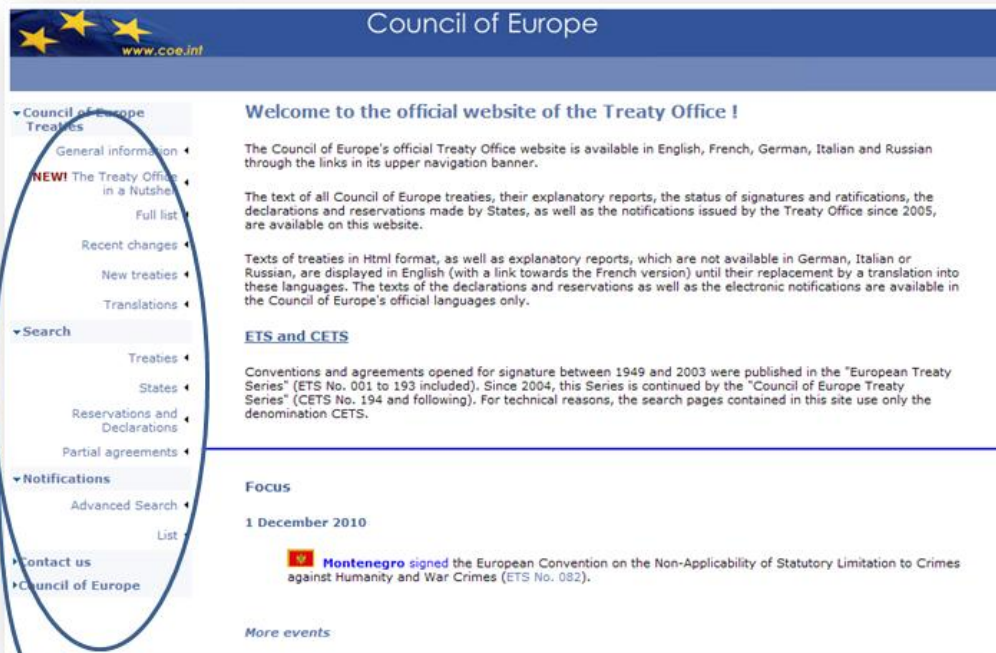 www.coe.int
Council of Europe
Council of Europe
Treaties
General information
NEW! The Treaty Office
in a Nutshell
Full list
Recent changes
New treaties
Translations
Search
Treaties
States
Reservations and
Declarations
Partial agreements
Notifications
Advanced Search
List
Contact us
Council of Europe
Welcome to the official website of the Treaty Office !
The Council of Europe's official Treaty Office website is available in English, French, German, Italian and Russian
through the links in its upper navigation banner.
The text of all Council of Europe treaties, their explanatory reports, the status of signatures and ratifications, the
declarations and reservations made by States, as well as the notifications issued by the Treaty Office since 2005,
are available on this website.
Texts of treaties in Html format, as well as explanatory reports, which are not available in German, Italian or
Russian, are displayed in English (with a link towards the French version) until their replacement by a translation into
these languages. The texts of the declarations and reservations as well as the electronic notifications are available in
the Council of Europe's official languages only.
ETS and CETS
Conventions and agreements opened for signature between 1949 and 2003 were published in the "European Treaty
Series" (ETS No. 001 to 193 included). Since 2004, this Series is continued by the "Council of Europe Treaty
Series" (CETS No. 194 and following). For technical reasons, the search pages contained in this site use only the
denomination CETS.
Focus
1 December 2010
Montenegro signed the European Convention on the Non-Applicability of Statutory Limitation to Crimes
against Humanity and War Crimes (ETS No. 082).
More events